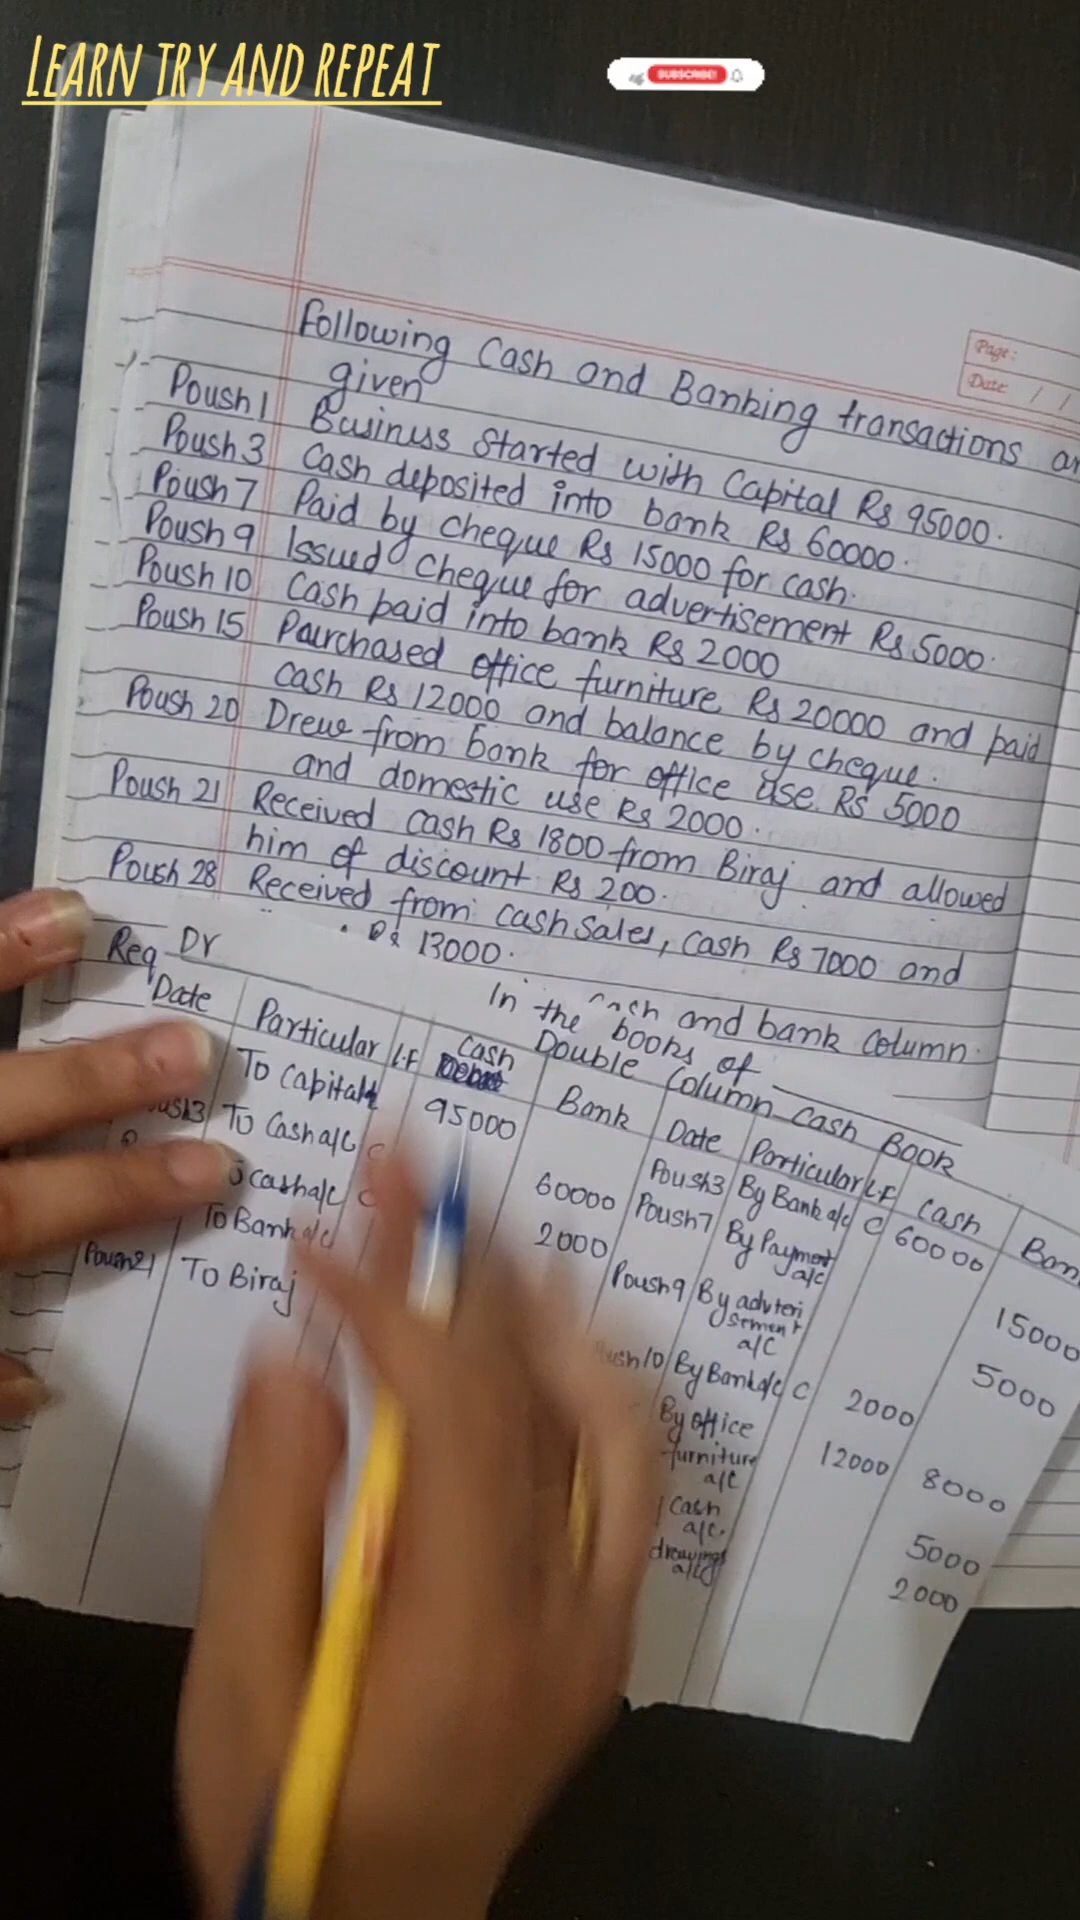 LEARN TRY AND REPEAT
SUBSCRIBE!
Page:
Date / /
Following Cash and Banking transactions ar
given
Poush 1 Businuss started with Capital Rs 95000.
Poush 3 Cash deposited into bank Rs 60000.
Poush 7 Paid by cheque Rs 15000 for cash.
Poush 9 Issued cheque for advertisement Rs 5000.
Poush 10 Cash paid into bank Rs 2000
Poush 15 Purchased office furniture Rs 20000 and paid
cash Rs 12000 and balance by cheque.
Poush 20 Drew from bank for office use Rs 5000
and domestic use Rs 2000.
Poush 21 Received cash Rs 1800 from Biraj and allowed
him of discount Rs 200.
Poush 28 Received from cash sales, cash Rs 7000 and
Rs 13000.
Req
and bank column.
In the books of
Double Column Cash Book
Dr
Date Particular L.F Cash Bank Date Particular L.F Cash Ban
To capital 95000 Poush3 By Bank a/c C 60000
To Cash a/c C 60000 Poush7 By Payment a/c 15000
cash a/c C 2000 Poush9 By adverti
sement
a/c 5000
To Bank a/c By Bank a/c C 2000
Poush21 To Biraj By office
furniture
a/c 12000 8000
Cash
a/c. 5000
drawings
a/c 2000